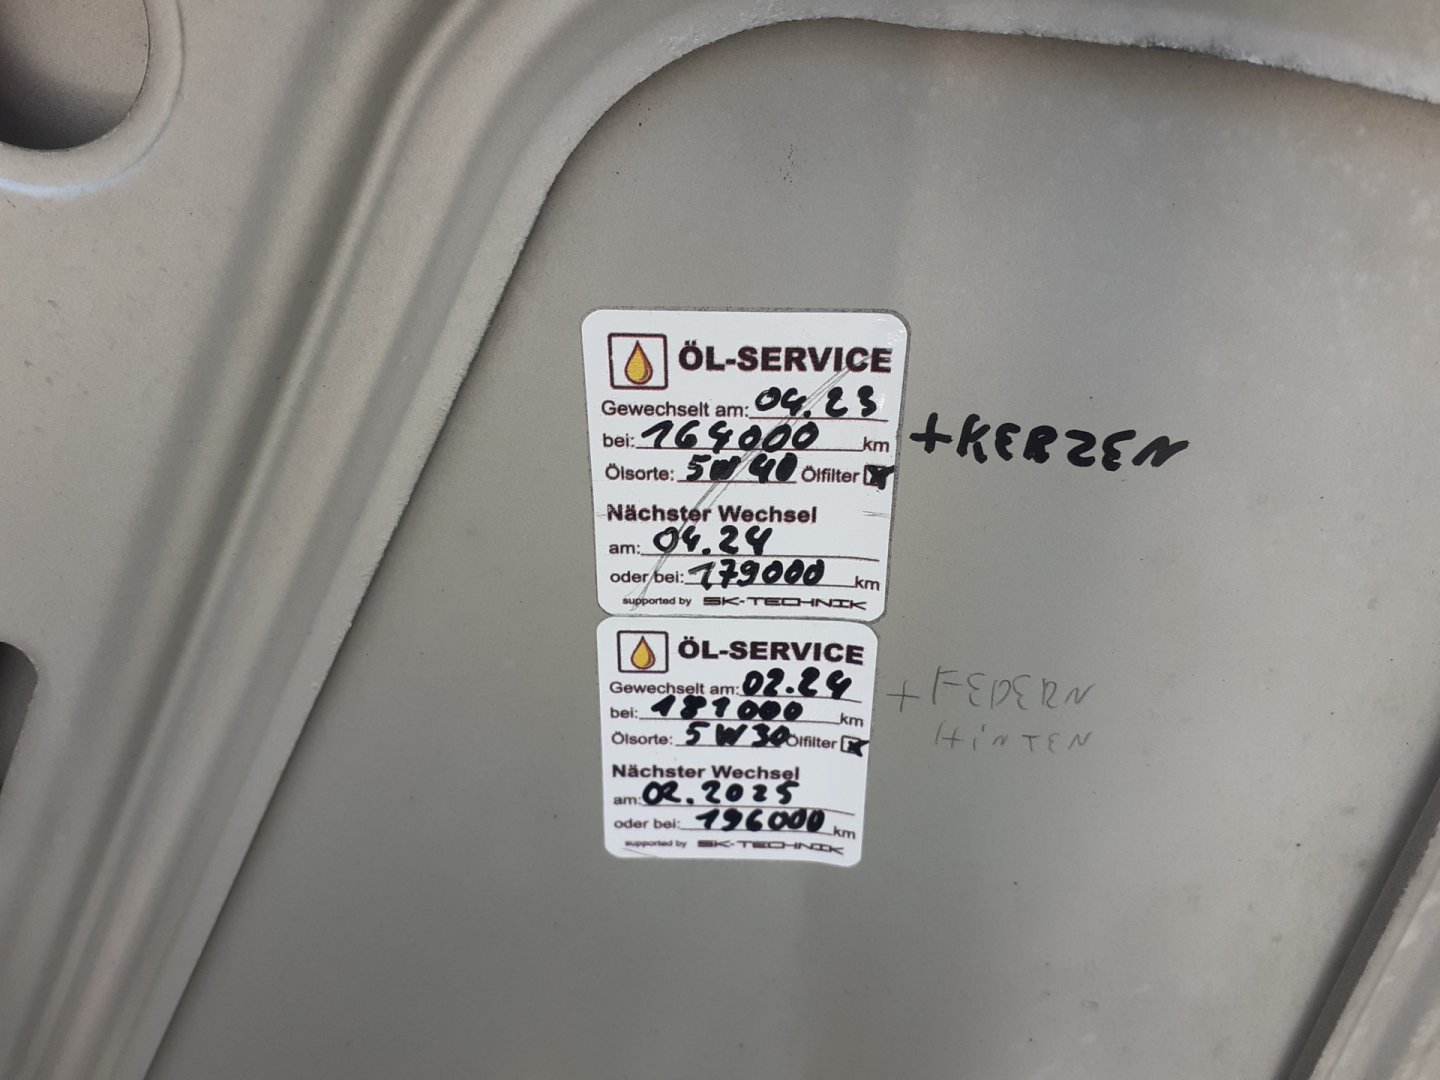 ÖL-SERVICE
Gewechselt am: 04.23
bei: 164000 km + KERZEN
Ölsorte: 5W40 Ölfilter
Nächster Wechsel
am: 04.24
oder bei: 179000 km
supported by SK-TECHNIK
ÖL-SERVICE
Gewechselt am: 02.24 + FEDERN
bei: 181000 km HiNTEN
Ölsorte: 5W30 Ölfilter
Nächster Wechsel
am: 02.2025
oder bei: 196000 km
supported by SK-TECHNIK